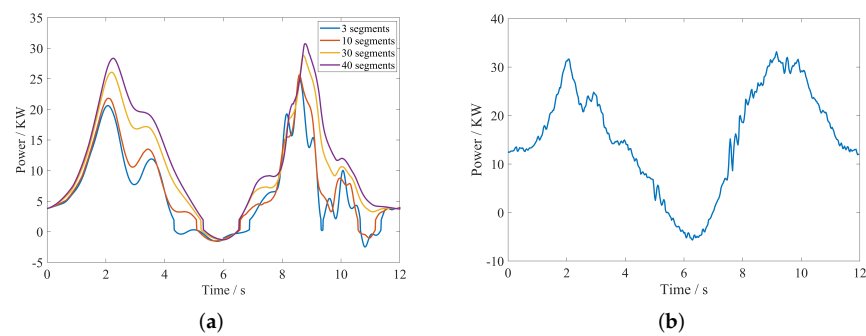 35
30
25
20
15
10
5
0
-5
Power / KW
0 2 4 6 8 10 12
Time / s
3 segments
10 segments
30 segments
40 segments
(a)
40
30
20
10
0
-10
Power / KW
0 2 4 6 8 10 12
Time / s
(b)